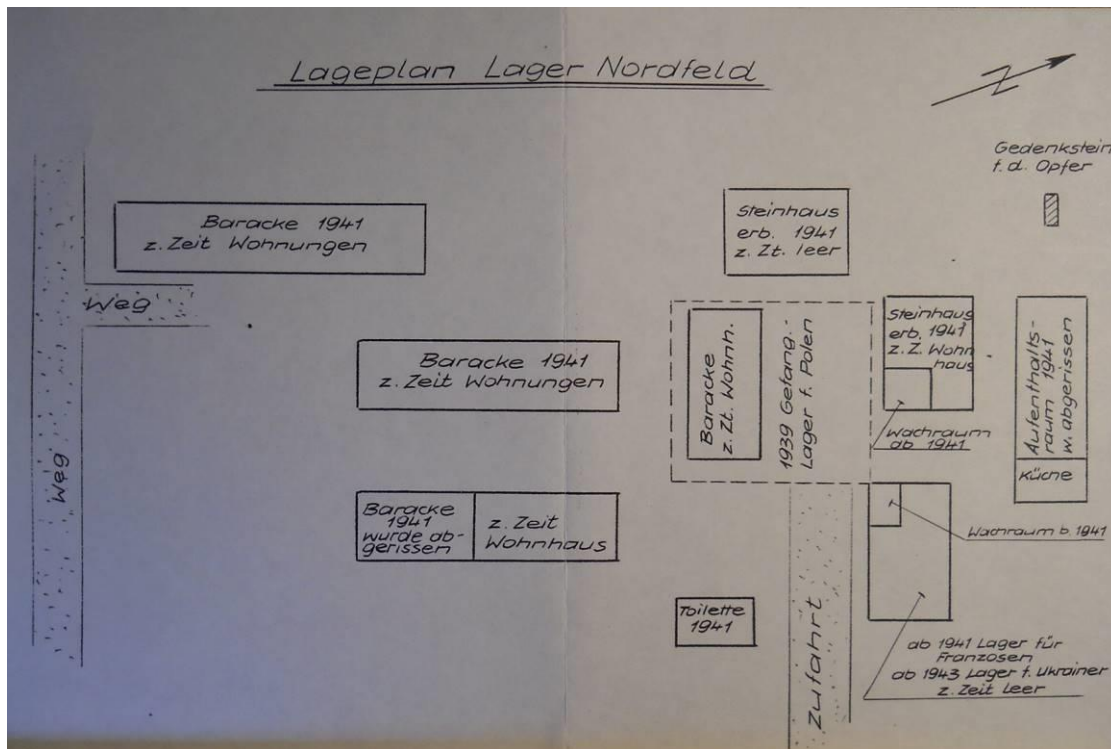 Lageplan Lager Nordfeld
Gedenkstein
f. d. Opfer
Baracke 1941
z. Zeit Wohnungen
Steinhaus
erb. 1941
z. Zt. leer
Weg
Steinhaus
erb. 1941
z. Z. Wohn
haus
Baracke 1941
z. Zeit Wohnungen
Baracke
z. Zt. Wohnh.
1939 Gefang.-
Lager f. Polen
Aufenthalts-
raum 1941
w. abgerissen
Küche
Wachraum
ab 1941
Weg
Baracke
1941
wurde ab-
gerissen
z. Zeit
Wohnhaus
Wachraum b. 1941
Toilette
1941
Zufahrt
ab 1941 Lager für
Franzosen
ab 1943 Lager f. Ukrainer
z. Zeit leer